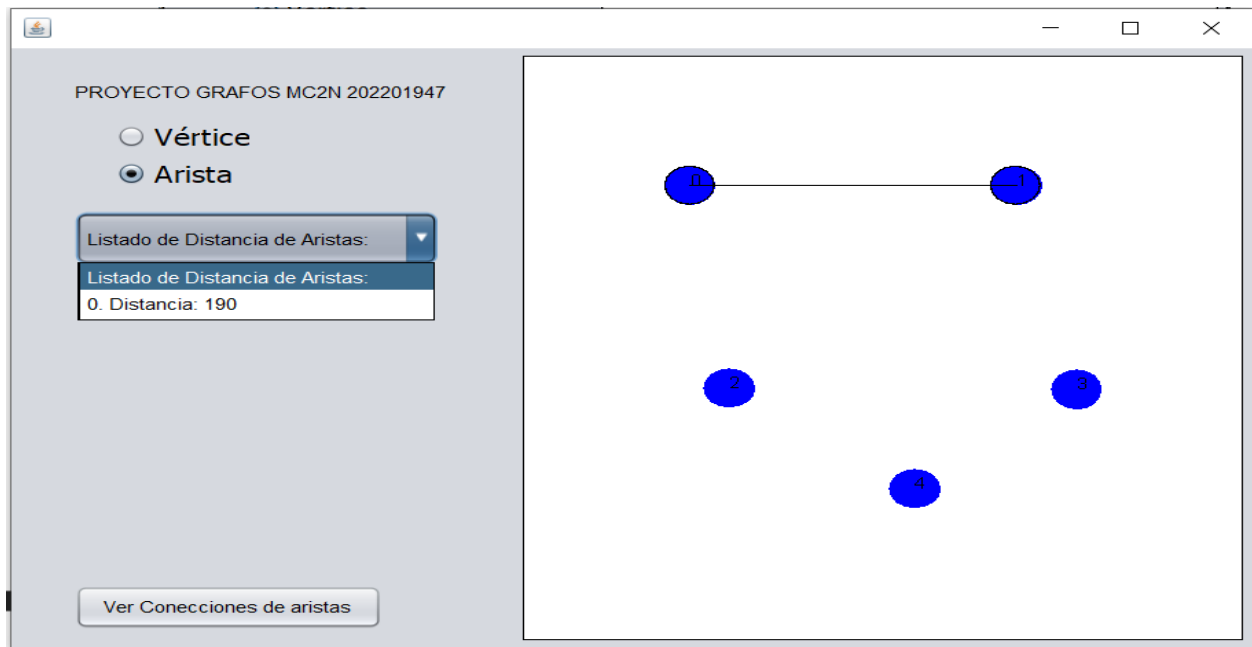 PROYECTO GRAFOS MC2N 202201947
Vértice
Arista
Listado de Distancia de Aristas:
Listado de Distancia de Aristas:
0. Distancia: 190
Ver Conecciones de aristas
0
1
2
3
4